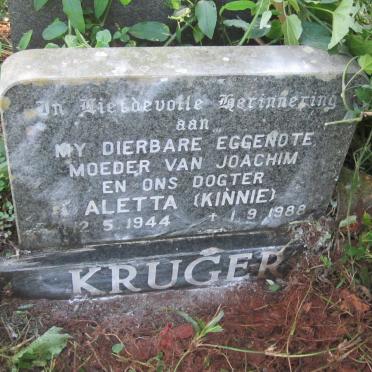 In Liefdevolle Herinnering
aan
MY DIERBARE EGGENOTE
MOEDER VAN JOACHIM
EN ONS DOGTER
ALETTA (KINNIE)
2.5.1944 † 1.9.1988
KRUGER